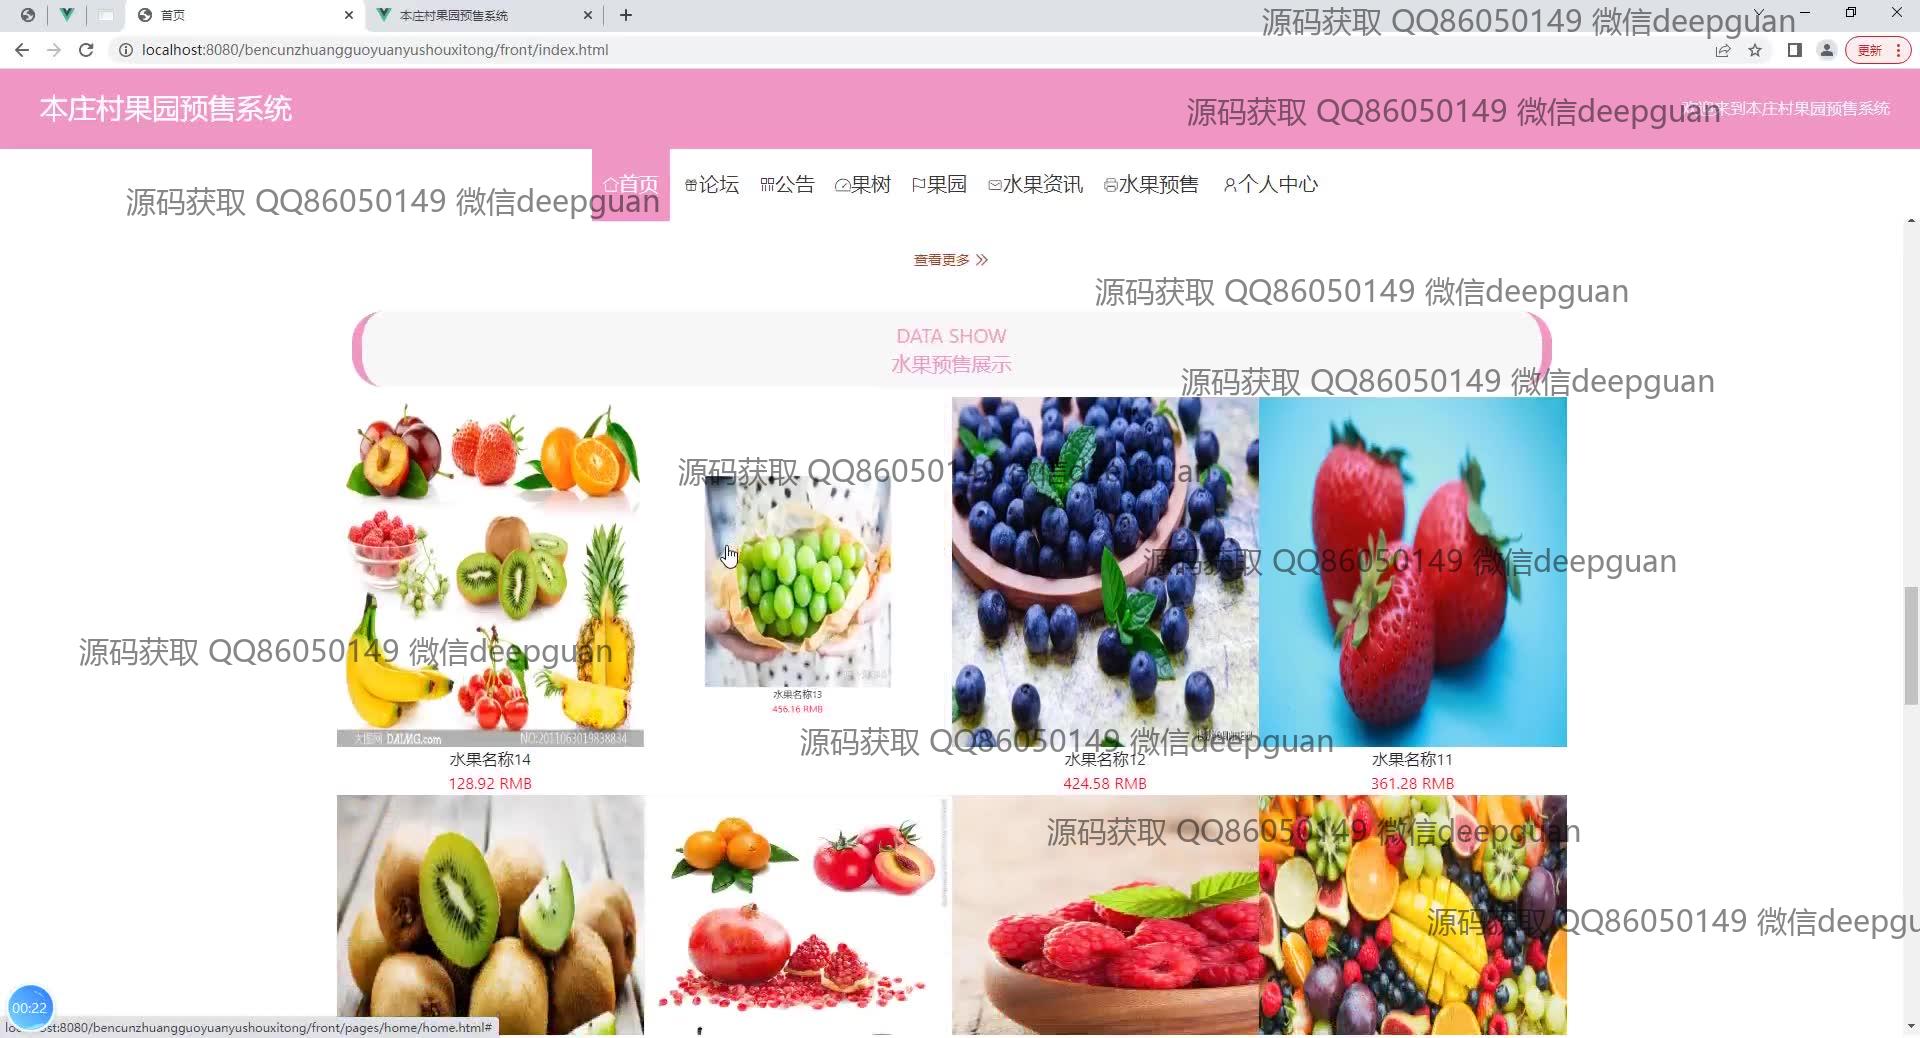 首页
本庄村果园预售系统
源码获取 QQ86050149 微信deepguan
localhost:8080/bencunzhuangguoyuanyushouxitong/front/index.html
更新
本庄村果园预售系统
源码获取 QQ86050149 微信deepguan
来到本庄村果园预售系统
首页 论坛 公告 果树 果园 水果资讯 水果预售 个人中心
源码获取 QQ86050149 微信deepguan
查看更多
源码获取 QQ86050149 微信deepguan
DATA SHOW
水果预售展示
源码获取 QQ86050149 微信deepguan
源码获取 QQ86050149 微信deepguan
源码获取 QQ86050149 微信deepguan
源码获取 QQ86050149 微信deepguan
水果名称13
456.16 RMB
大图网 DAIMG.com NO:2011063019838834
源码获取 QQ86050149 微信deepguan
水果名称14
128.92 RMB
水果名称12
424.58 RMB
水果名称11
361.28 RMB
源码获取 QQ86050149 微信deepguan
源码获取 QQ86050149 微信deepgu
00:22
localhost:8080/bencunzhuangguoyuanyushouxitong/front/pages/home/home.html#